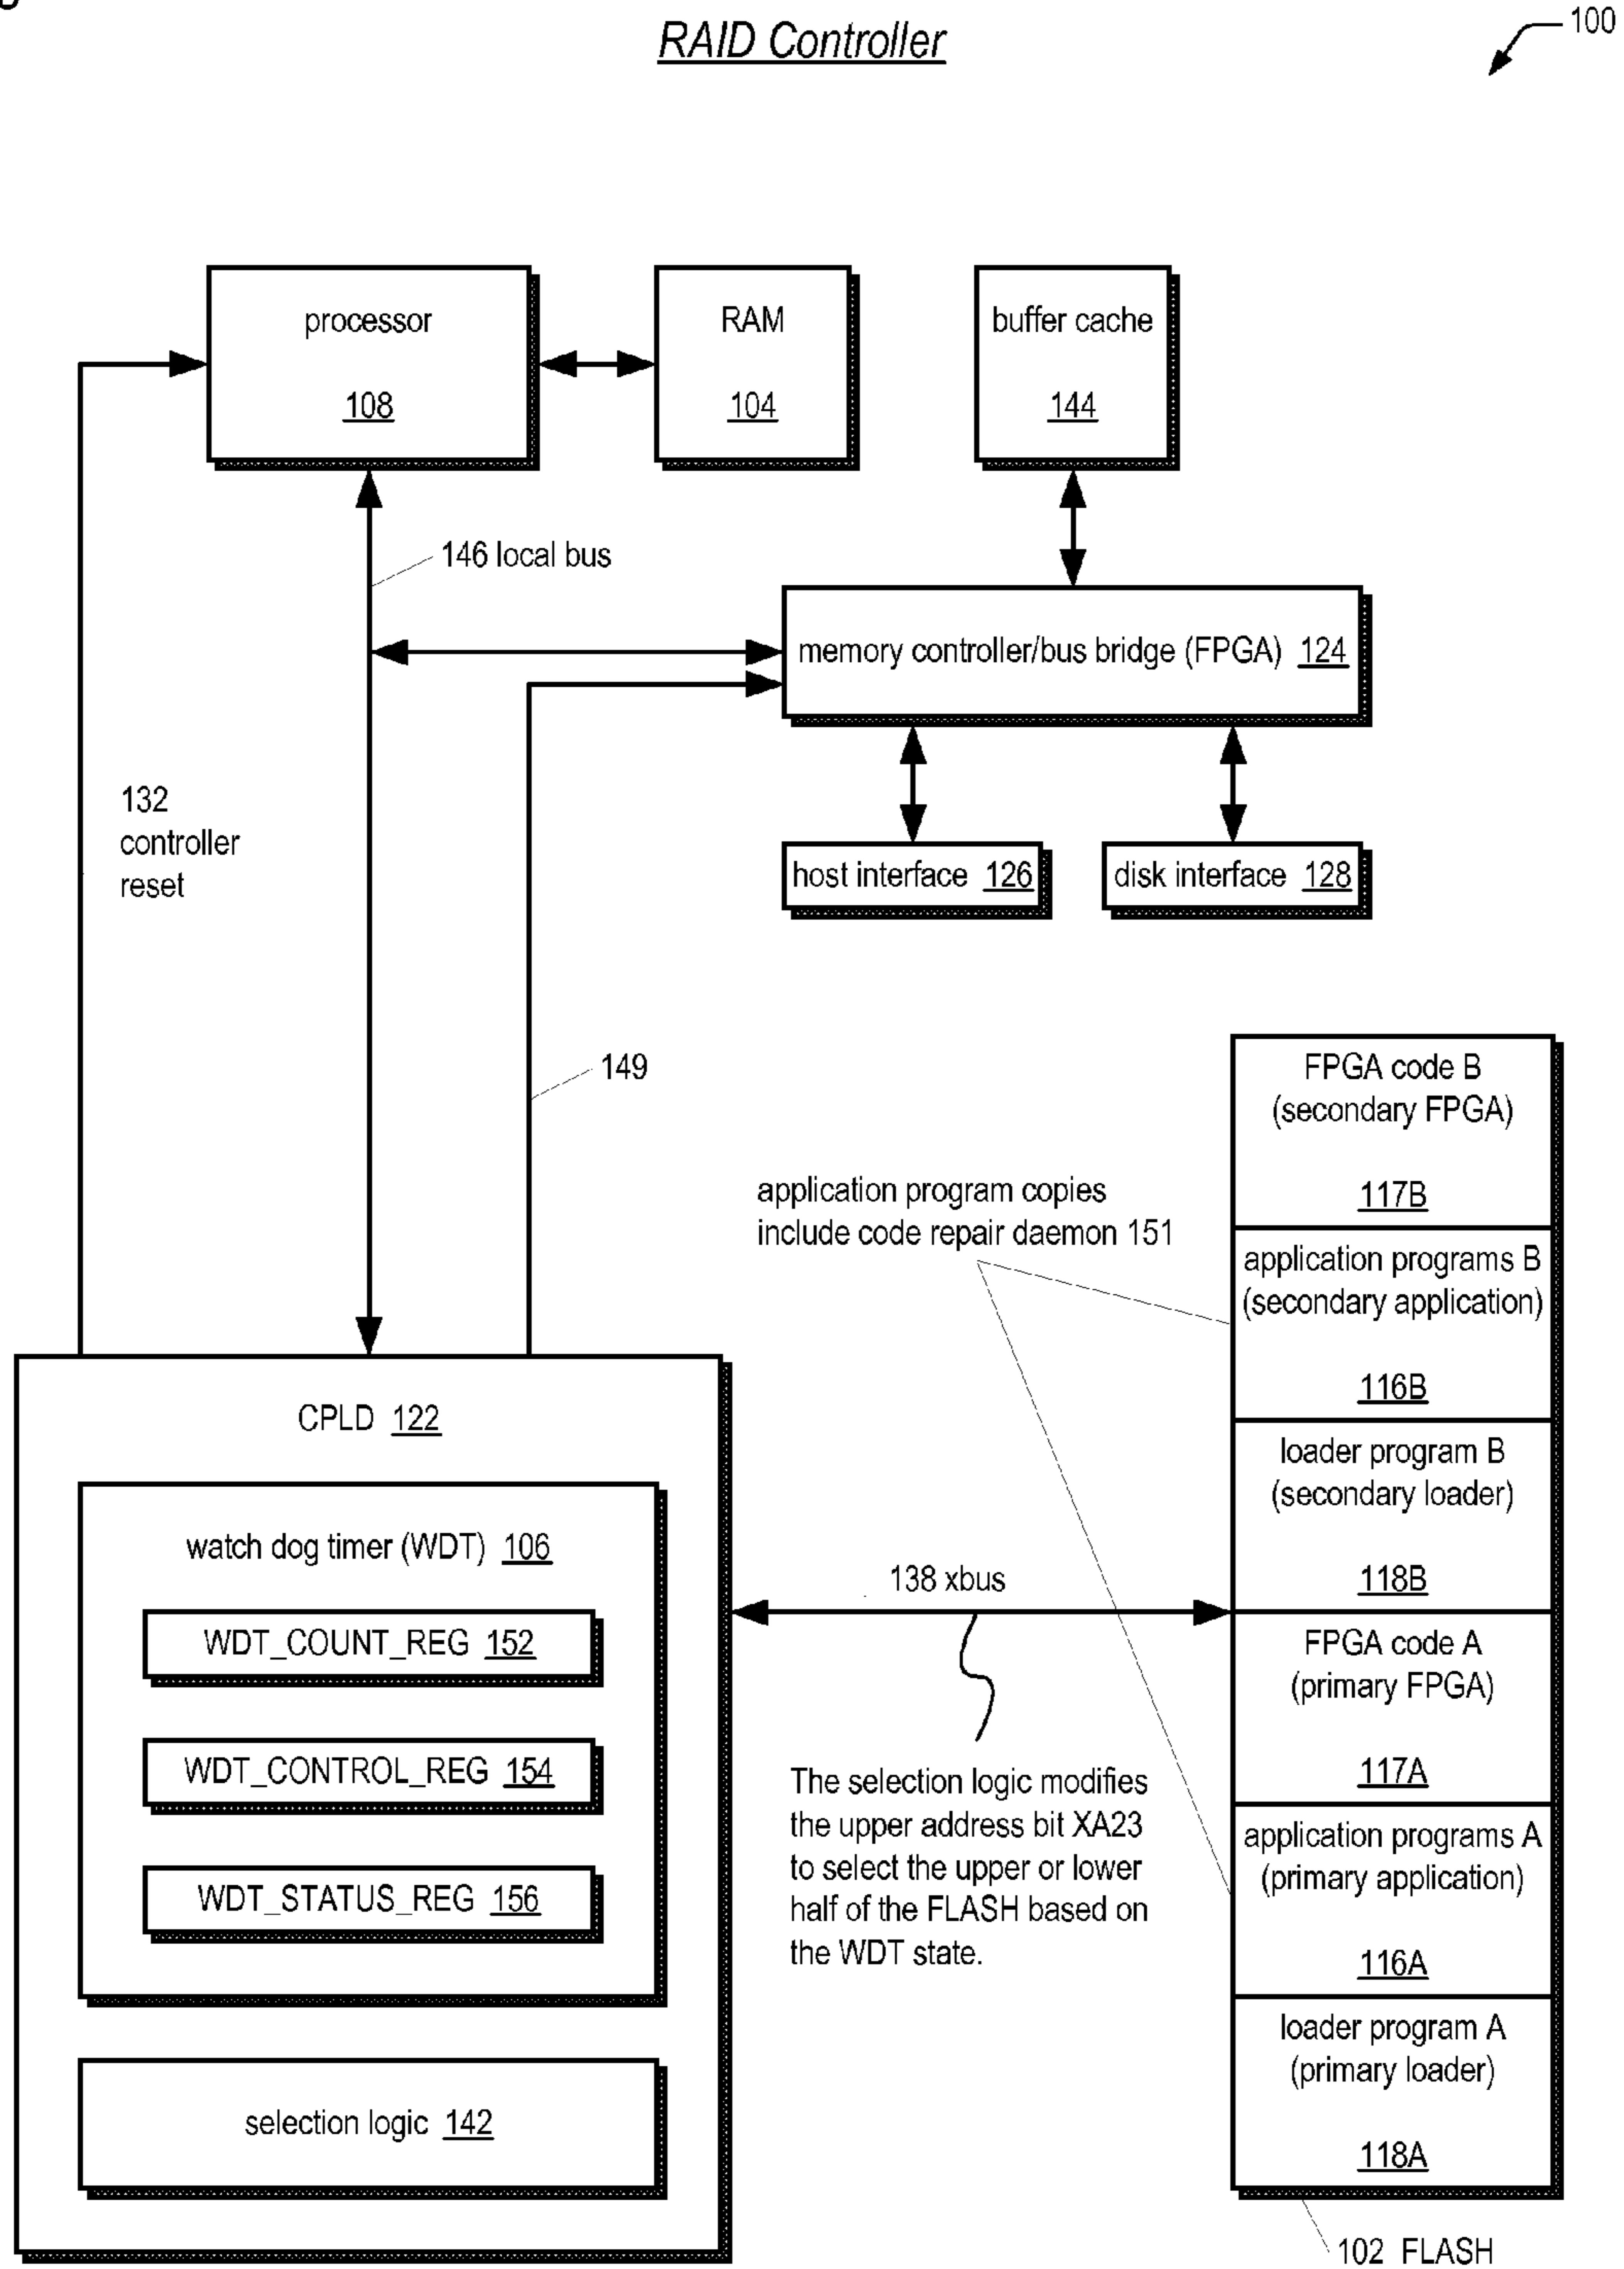 RAID Controller
100
processor
108
RAM
104
buffer cache
144
146 local bus
memory controller/bus bridge (FPGA) 124
132
controller
reset
host interface 126
disk interface 128
149
FPGA code B
(secondary FPGA)
117B
application program copies
include code repair daemon 151
application programs B
(secondary application)
116B
CPLD 122
loader program B
(secondary loader)
118B
watch dog timer (WDT) 106
138 xbus
WDT_COUNT_REG 152
FPGA code A
(primary FPGA)
117A
WDT_CONTROL_REG 154
The selection logic modifies
the upper address bit XA23
to select the upper or lower
half of the FLASH based on
the WDT state.
application programs A
(primary application)
116A
WDT_STATUS_REG 156
loader program A
(primary loader)
118A
selection logic 142
102 FLASH